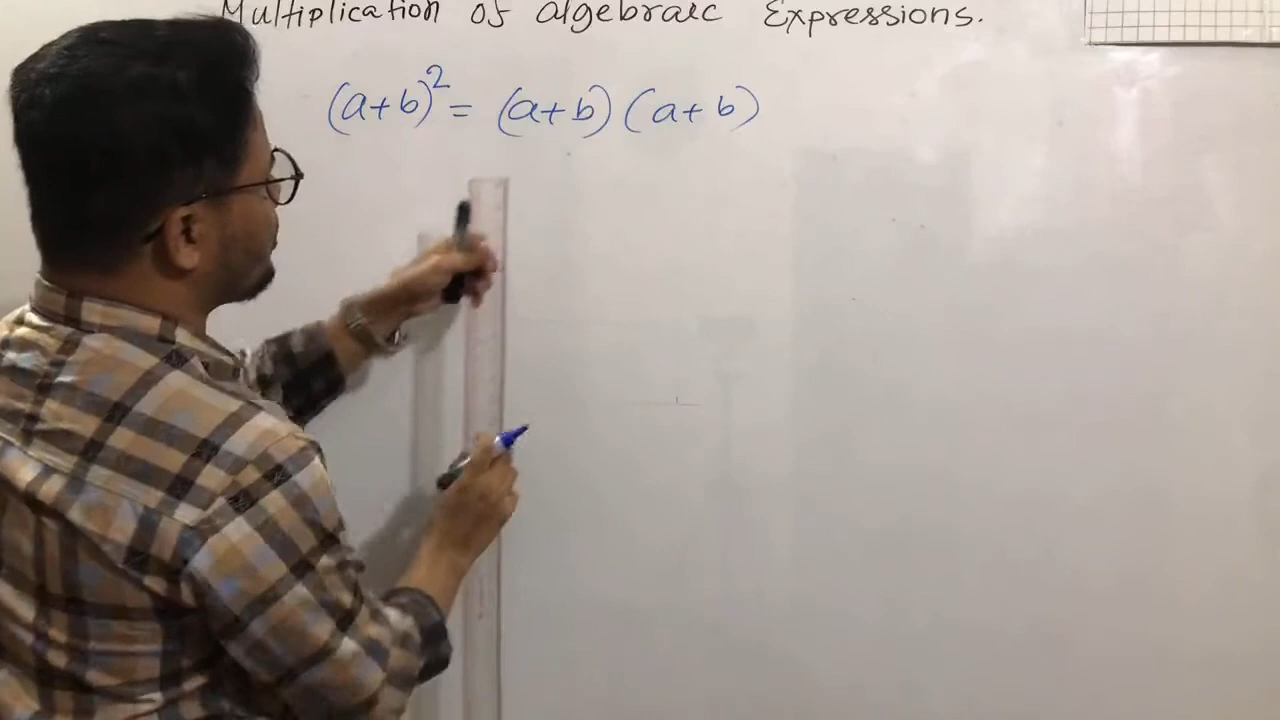 Multiplication of algebraic Expressions.
(a+b)² = (a+b) (a+b)